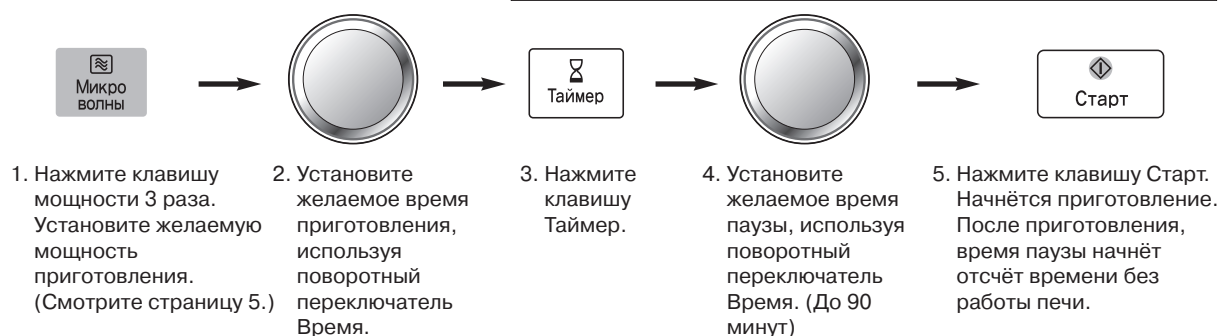 Микро
волны
Таймер
Старт
1. Нажмите клавишу
мощности 3 раза.
Установите желаемую
мощность
приготовления.
(Смотрите страницу 5.)
2. Установите
желаемое время
приготовления,
используя
поворотный
переключатель
Время.
3. Нажмите
клавишу
Таймер.
4. Установите
желаемое время
паузы, используя
поворотный
переключатель
Время. (До 90
минут)
5. Нажмите клавишу Старт.
Начнётся приготовление.
После приготовления,
время паузы начнёт
отсчёт времени без
работы печи.